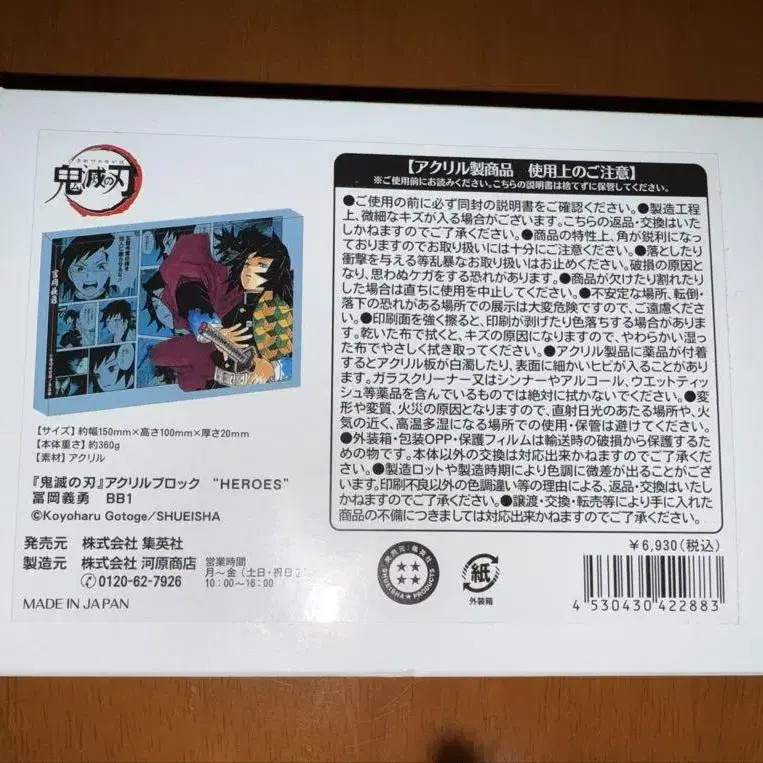 鬼滅の刃
冨岡義勇
【サイズ】約幅150mm×高さ100mm×厚さ20mm
【本体重さ】約360g
【素材】アクリル
『鬼滅の刃』アクリルブロック “HEROES”
冨岡義勇 BB1
©Koyoharu Gotoge/SHUEISHA
発売元 株式会社 集英社
製造元 株式会社 河原商店
0120-62-7926
営業時間
月～金（土日・祝日
10：00～16：00
MADE IN JAPAN
【アクリル製商品 使用上のご注意】
※ご使用前にお読みください。こちらの説明書は捨てずに保管してください。
●ご使用の前に必ず同封の説明書をご確認ください。●製造工程
上、微細なキズが入る場合がございます。こちらの返品・交換はいた
しかねますのでご了承ください。●商品の特性上、角が鋭利になっ
ておりますのでお取り扱いには十分にご注意ください。●落としたり
衝撃を与える等乱暴なお取り扱いはお止めください。破損の原因と
なり、思わぬケガをする恐れがあります。●商品が欠けたり割れたり
した場合は直ちに使用を中止してください。●不安定な場所、転倒・
落下の恐れがある場所での展示は大変危険ですので、ご遠慮くだ
さい。●印刷面を強く擦ると、印刷が剥げたり色落ちする場合がありま
す。乾いた布で拭くと、キズの原因になりますので、やわらかい湿っ
た布でやさしく拭き取ってください。●アクリル製品に薬品が付着
するとアクリル板が白濁したり、表面に細かいヒビが入ることがあり
ます。ガラスクリーナー又はシンナーやアルコール、ウエットティッ
シュ等薬品を含んでいるものでは絶対に拭かないでください。●変
形や変質、火災の原因となりますので、直射日光のあたる場所や、火
気の近く、高温多湿になる場所での使用・保管は避けてください。
●外装箱・包装OPP・保護フィルムは輸送時の破損から保護するた
めの物です。本体以外の交換は対応出来かねますのでご了承くださ
い。●製造ロットや製造時期により色調に微差が出ることがござ
います。印刷不良以外の色調違い等の理由による、返品・交換はいた
しかねますのでご了承ください。●譲渡・交換・転売等により手に入れた
商品の不備につきましては対応出来かねますのでご了承ください。
￥6,930(税込)
発売元：集英社
SHUEISHA★PRODUCTS
紙
外装箱
4 530430 422883